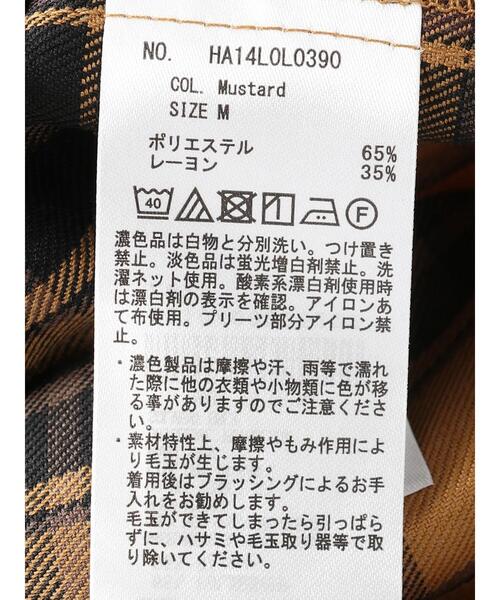 NO. HA14L0L0390
COL. Mustard
SIZE M
ポリエステル 65%
レーヨン 35%
40 F
濃色品は白物と分別洗い。つけ置き
禁止。淡色品は蛍光増白剤禁止。洗
濯ネット使用。酸素系漂白剤使用時
は漂白剤の表示を確認。アイロンあ
て布使用。プリーツ部分アイロン禁
止。
・濃色製品は摩擦や汗、雨等で濡れ
た際に他の衣類や小物類に色が移
る事がありますのでご注意くださ
い。
・素材特性上、摩擦やもみ作用によ
り毛玉が生じます。
着用後はブラッシングによるお手
入れをお勧めします。
毛玉ができてしまったら引っぱら
ずに、ハサミや毛玉取り器等で取
り除いてください。